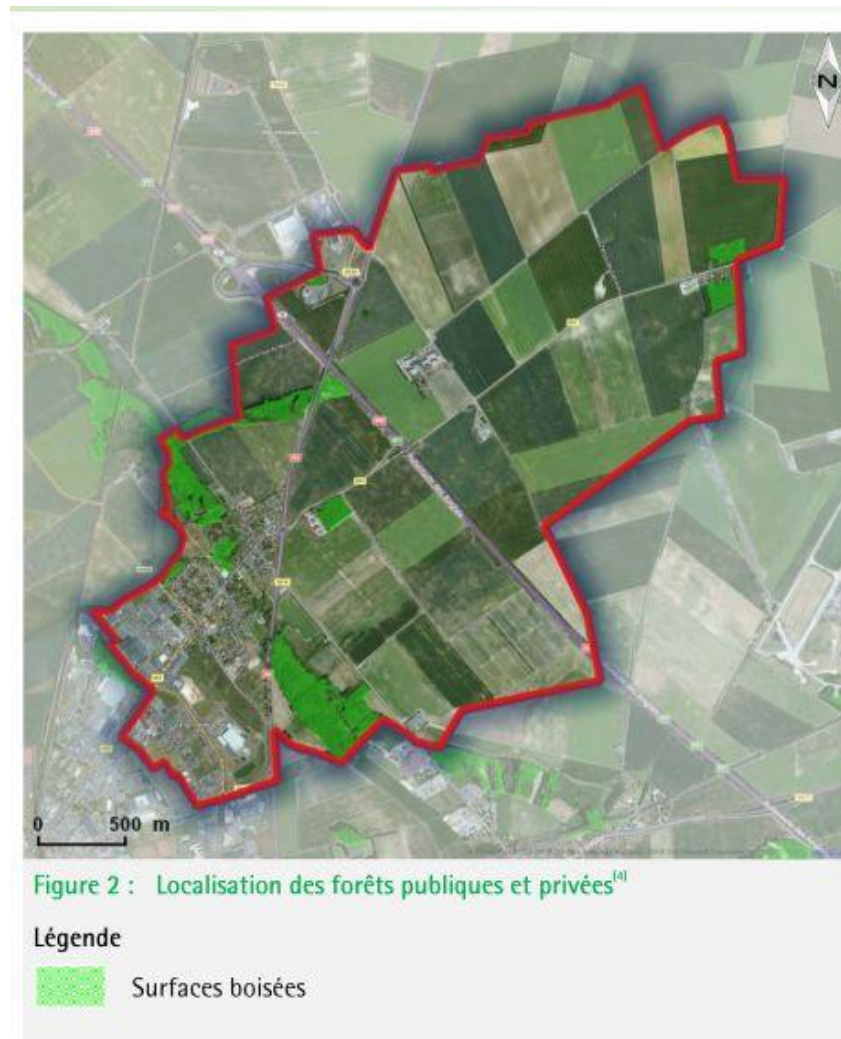 N
0 500 m
Figure 2 : Localisation des forêts publiques et privées[4]
Légende
Surfaces boisées